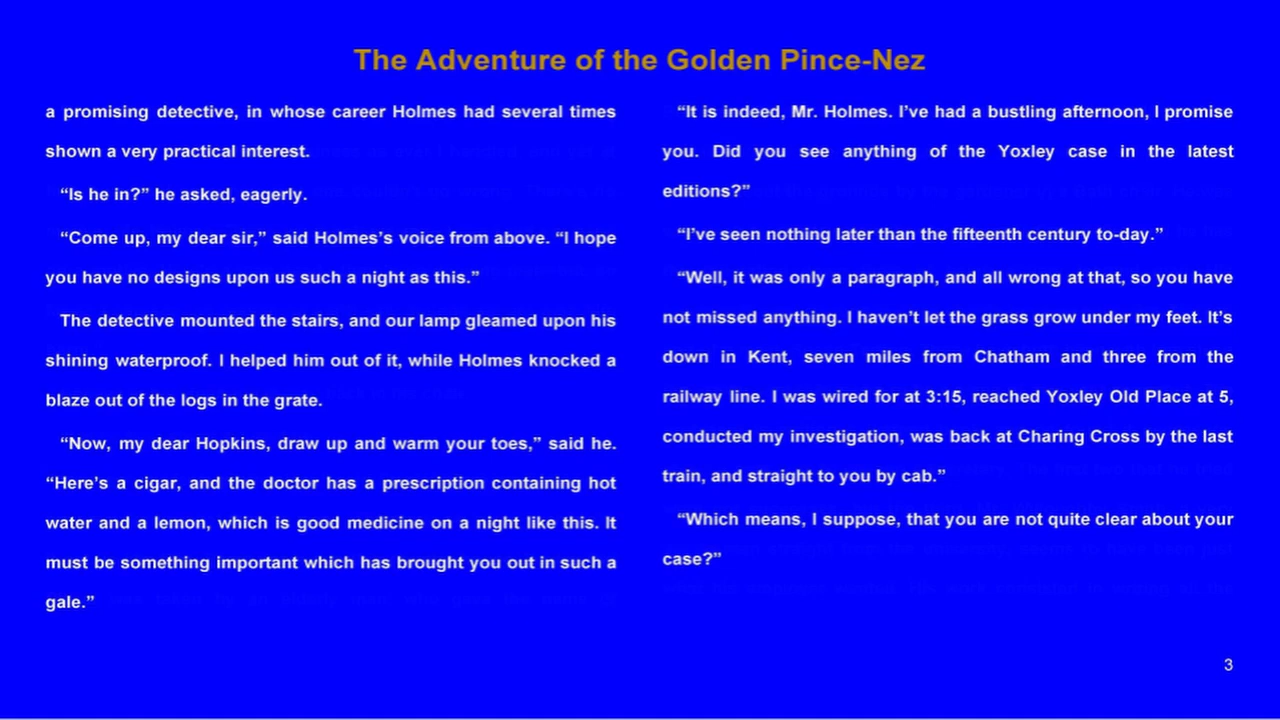 The Adventure of the Golden Pince-Nez
a promising detective, in whose career Holmes had several times
shown a very practical interest.
“Is he in?” he asked, eagerly.
“Come up, my dear sir,” said Holmes’s voice from above. “I hope
you have no designs upon us such a night as this.”
The detective mounted the stairs, and our lamp gleamed upon his
shining waterproof. I helped him out of it, while Holmes knocked a
blaze out of the logs in the grate.
“Now, my dear Hopkins, draw up and warm your toes,” said he.
“Here’s a cigar, and the doctor has a prescription containing hot
water and a lemon, which is good medicine on a night like this. It
must be something important which has brought you out in such a
gale.”
“It is indeed, Mr. Holmes. I’ve had a bustling afternoon, I promise
you. Did you see anything of the Yoxley case in the latest
editions?”
“I’ve seen nothing later than the fifteenth century to-day.”
“Well, it was only a paragraph, and all wrong at that, so you have
not missed anything. I haven’t let the grass grow under my feet. It’s
down in Kent, seven miles from Chatham and three from the
railway line. I was wired for at 3:15, reached Yoxley Old Place at 5,
conducted my investigation, was back at Charing Cross by the last
train, and straight to you by cab.”
“Which means, I suppose, that you are not quite clear about your
case?”
3